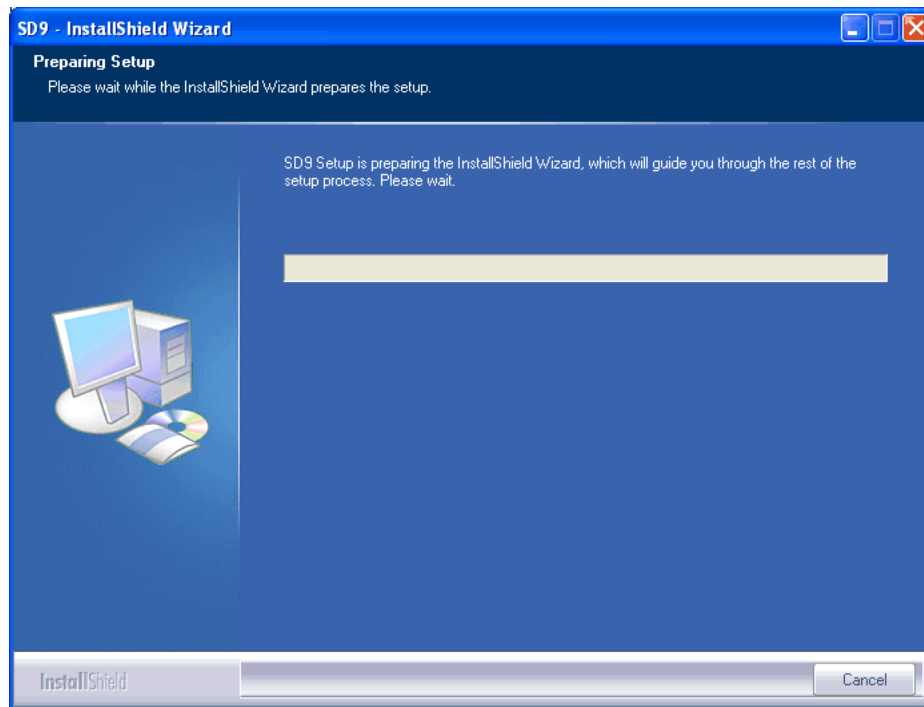 SD9 - InstallShield Wizard
Preparing Setup
Please wait while the InstallShield Wizard prepares the setup.
SD9 Setup is preparing the InstallShield Wizard, which will guide you through the rest of the
setup process. Please wait.
InstallShield
Cancel